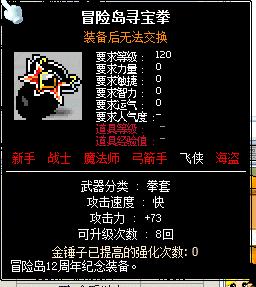 冒险岛寻宝拳
装备后无法交换
要求等级： 120
要求力量： 0
要求敏捷： 0
要求智力： 0
要求运气： 0
要求人气度： -
道具等级： -
道具经验值： -
新手 战士 魔法师 弓箭手 飞侠 海盗
武器分类 ： 拳套
攻击速度 ： 快
攻击力 ： +73
可升级次数 ： 8回
金锤子已提高的强化次数: 0
冒险岛12周年纪念装备。